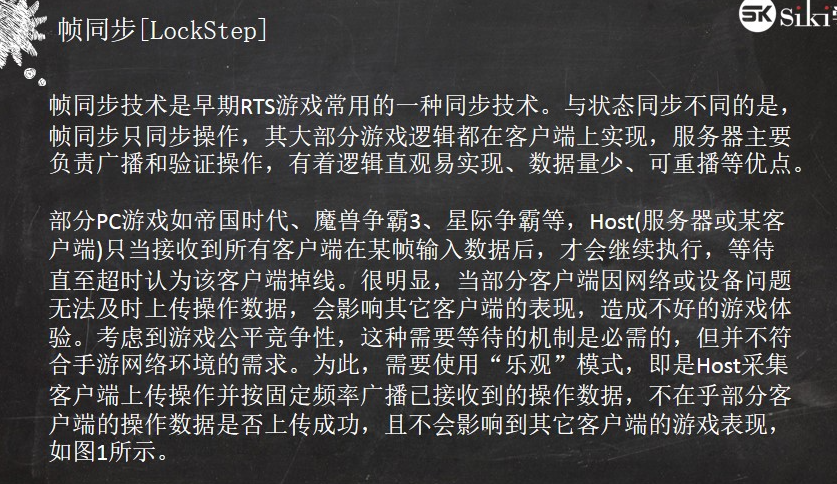 帧同步[LockStep]
SK Siki学
帧同步技术是早期RTS游戏常用的一种同步技术。与状态同步不同的是，
帧同步只同步操作，其大部分游戏逻辑都在客户端上实现，服务器主要
负责广播和验证操作，有着逻辑直观易实现、数据量少、可重播等优点。
部分PC游戏如帝国时代、魔兽争霸3、星际争霸等，Host(服务器或某客
户端)只当接收到所有客户端在某帧输入数据后，才会继续执行，等待
直至超时认为该客户端掉线。很明显，当部分客户端因网络或设备问题
无法及时上传操作数据，会影响其它客户端的表现，造成不好的游戏体
验。考虑到游戏公平竞争性，这种需要等待的机制是必需的，但并不符
合手游网络环境的需求。为此，需要使用“乐观”模式，即是Host采集
客户端上传操作并按固定频率广播已接收到的操作数据，不在乎部分客
户端的操作数据是否上传成功，且不会影响到其它客户端的游戏表现，
如图1所示。